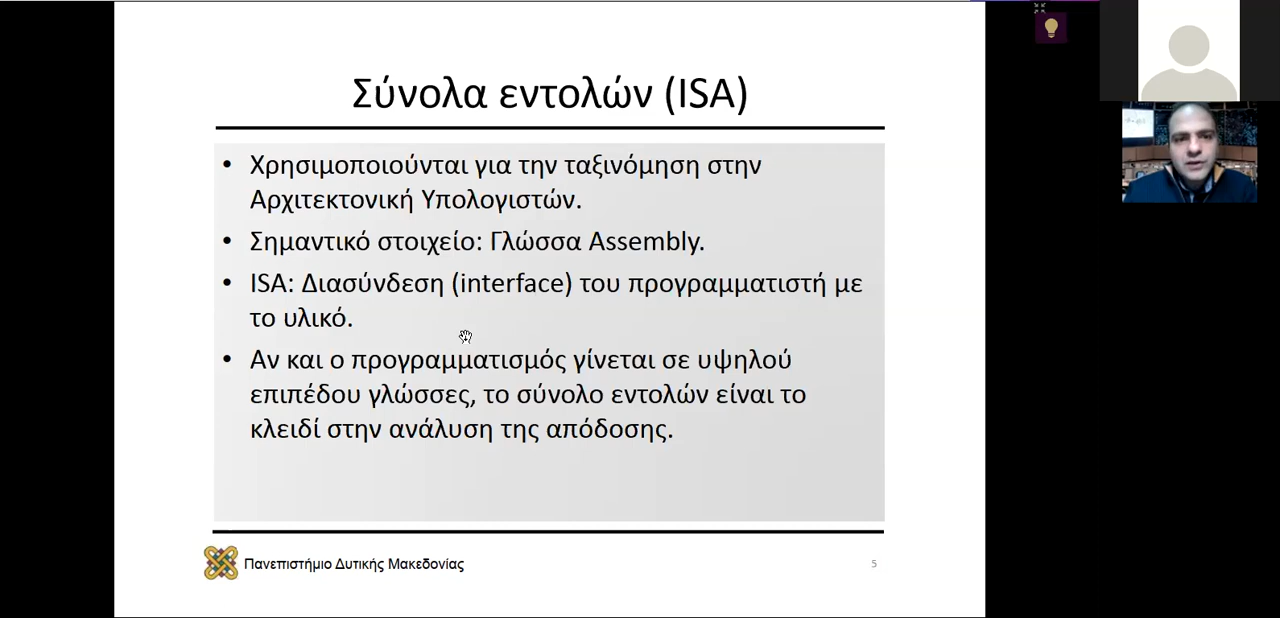 Σύνολα εντολών (ISA)
• Χρησιμοποιούνται για την ταξινόμηση στην
Αρχιτεκτονική Υπολογιστών.
• Σημαντικό στοιχείο: Γλώσσα Assembly.
• ISA: Διασύνδεση (interface) του προγραμματιστή με
το υλικό.
• Αν και ο προγραμματισμός γίνεται σε υψηλού
επιπέδου γλώσσες, το σύνολο εντολών είναι το
κλειδί στην ανάλυση της απόδοσης.
Πανεπιστήμιο Δυτικής Μακεδονίας
5